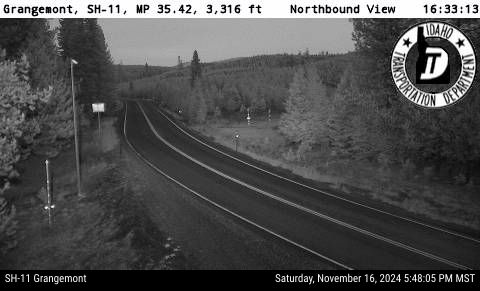 Grangemont, SH-11, MP 35.42, 3,316 ft Northbound View 16:33:13
IDAHO
TRANSPORTATION DEPARTMENT
SH-11 Grangemont Saturday, November 16, 2024 5:48:05 PM MST